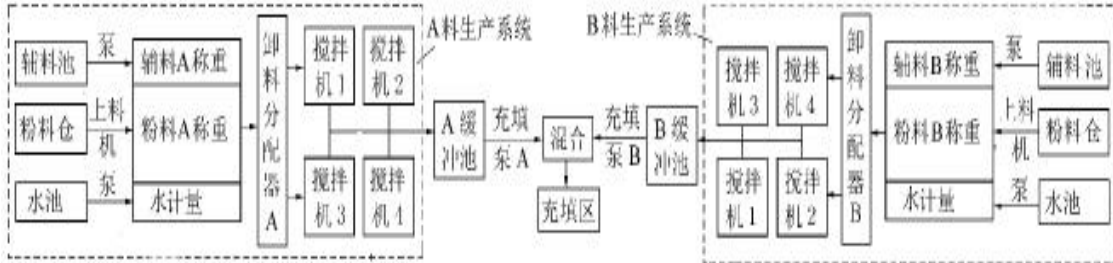 A料生产系统
B料生产系统
辅料池
泵
辅料A称重
粉料仓
上料机
粉料A称重
水池
泵
水计量
卸料分配器A
搅拌机1
搅拌机2
搅拌机3
搅拌机4
A缓冲池
充填泵A
混合
充填区
充填泵B
B缓冲池
搅拌机3
搅拌机4
搅拌机1
搅拌机2
卸料分配器B
辅料B称重
泵
辅料池
粉料B称重
上料机
粉料仓
水计量
泵
水池